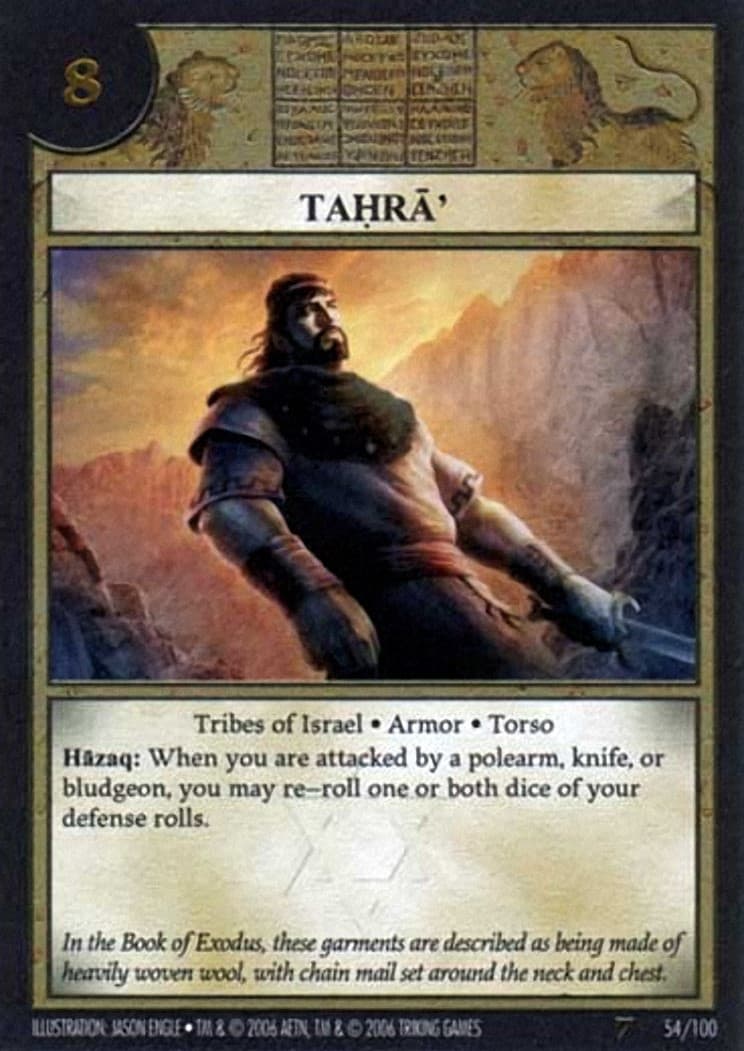 8
TAḤRĀ’
Tribes of Israel • Armor • Torso
Hāzaq: When you are attacked by a polearm, knife, or
bludgeon, you may re–roll one or both dice of your
defense rolls.
In the Book of Exodus, these garments are described as being made of
heavily woven wool, with chain mail set around the neck and chest.
ILLUSTRATION: JASON ENGLE • TM & © 2006 AETN, TM & © 2006 TRIKING GAMES 54/100